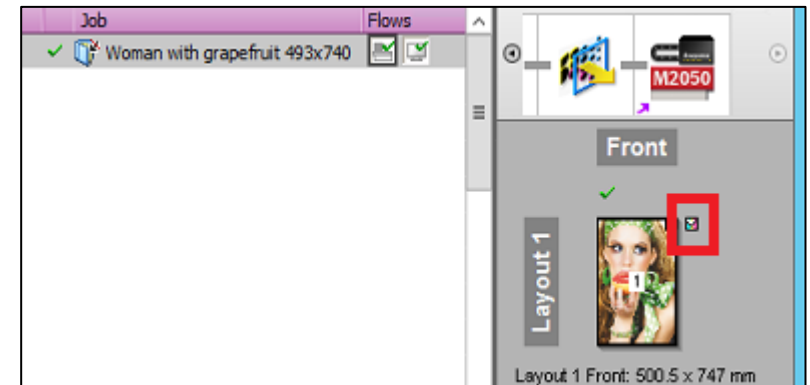 Job Flows
Woman with grapefruit 493x740
M2050
Front
Layout 1
1
Layout 1 Front: 500.5 x 747 mm